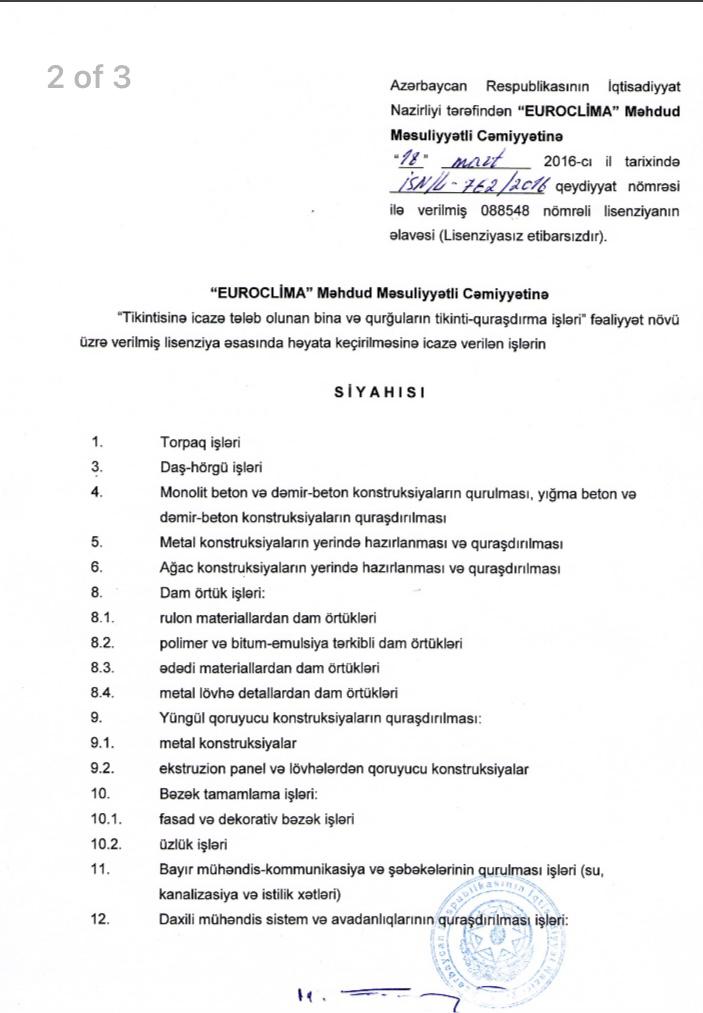 2 of 3
Azərbaycan Respublikasının İqtisadiyyat
Nazirliyi tərəfindən “EUROCLİMA” Məhdud
Məsuliyyətli Cəmiyyətinə
“18” mart 2016-cı il tarixində
İSN/L-762/2016 qeydiyyat nömrəsi
ilə verilmiş 088548 nömrəli lisenziyanın
əlavəsi (Lisenziyasız etibarsızdır).
“EUROCLİMA” Məhdud Məsuliyyətli Cəmiyyətinə
“Tikintisinə icazə tələb olunan bina və qurğuların tikinti-quraşdırma işləri” fəaliyyət növü
üzrə verilmiş lisenziya əsasında həyata keçirilməsinə icazə verilən işlərin
SİYAHISI
1. Torpaq işləri
3. Daş-hörgü işləri
4. Monolit beton və dəmir-beton konstruksiyaların qurulması, yığma beton və
dəmir-beton konstruksiyaların quraşdırılması
5. Metal konstruksiyaların yerində hazırlanması və quraşdırılması
6. Ağac konstruksiyaların yerində hazırlanması və quraşdırılması
8. Dam örtük işləri:
8.1. rulon materiallardan dam örtükləri
8.2. polimer və bitum-emulsiya tərkibli dam örtükləri
8.3. ədədi materiallardan dam örtükləri
8.4. metal lövhə detallardan dam örtükləri
9. Yüngül qoruyucu konstruksiyaların quraşdırılması:
9.1. metal konstruksiyalar
9.2. ekstruzion panel və lövhələrdən qoruyucu konstruksiyalar
10. Bəzək tamamlama işləri:
10.1. fasad və dekorativ bəzək işləri
10.2. üzlük işləri
11. Bayır mühəndis-kommunikasiya və şəbəkələrinin qurulması işləri (su,
kanalizasiya və istilik xətləri)
12. Daxili mühəndis sistem və avadanlıqlarının quraşdırılması işləri: